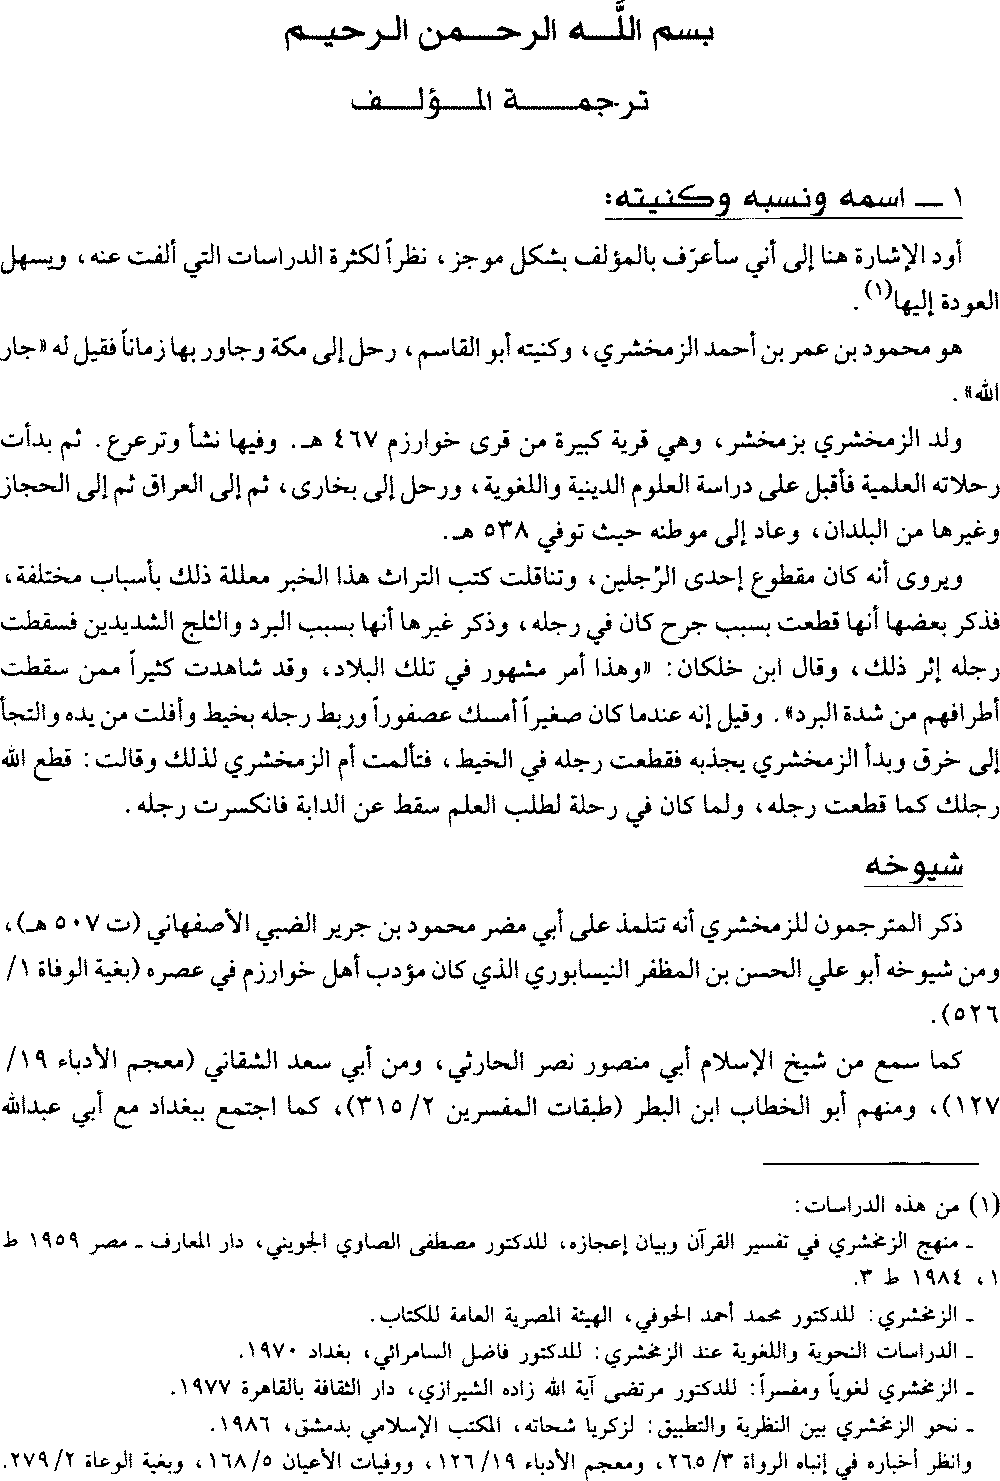 بسم اللَّه الرحمن الرحيم
ترجمة المؤلف
١ ـ اسمه ونسبه وكنيته:
أود الإشارة هنا إلى أني سأعرّف بالمؤلف بشكل موجز، نظراً لكثرة الدراسات التي ألفت عنه، ويسهل
العودة إليها(١).
هو محمود بن عمر بن أحمد الزمخشري، وكنيته أبو القاسم، رحل إلى مكة وجاور بها زماناً فقيل له «جار
الله».
ولد الزمخشري بزمخشر، وهي قرية كبيرة من قرى خوارزم ٤٦٧ هـ. وفيها نشأ وترعرع. ثم بدأت
رحلاته العلمية فأقبل على دراسة العلوم الدينية واللغوية، ورحل إلى بخارى، ثم إلى العراق ثم إلى الحجاز
وغيرها من البلدان، وعاد إلى موطنه حيث توفي ٥٣٨ هـ.
ويروى أنه كان مقطوع إحدى الرّجلين، وتناقلت كتب التراث هذا الخبر معللة ذلك بأسباب مختلفة،
فذكر بعضها أنها قطعت بسبب جرح كان في رجله، وذكر غيرها أنها بسبب البرد والثلج الشديدين فسقطت
رجله إثر ذلك، وقال ابن خلكان: «وهذا أمر مشهور في تلك البلاد، وقد شاهدت كثيراً ممن سقطت
أطرافهم من شدة البرد». وقيل إنه عندما كان صغيراً أمسك عصفوراً وربط رجله بخيط وأفلت من يده والتجأ
إلى خرق وبدأ الزمخشري يجذبه فقطعت رجله في الخيط، فتألمت أم الزمخشري لذلك وقالت: قطع الله
رجلك كما قطعت رجله، ولما كان في رحلة لطلب العلم سقط عن الدابة فانكسرت رجله.
شيوخه
ذكر المترجمون للزمخشري أنه تتلمذ على أبي مضر محمود بن جرير الضبي الأصفهاني (ت ٥٠٧ هـ)،
ومن شيوخه أبو علي الحسن بن المظفر النيسابوري الذي كان مؤدب أهل خوارزم في عصره (بغية الوفاة ١/
٥٢٦).
كما سمع من شيخ الإسلام أبي منصور نصر الحارثي، ومن أبي سعد الشقاني (معجم الأدباء ١٩/
١٢٧)، ومنهم أبو الخطاب ابن البطر (طبقات المفسرين ٢/ ٣١٥)، كما اجتمع ببغداد مع أبي عبدالله
(١) من هذه الدراسات:
ـ منهج الزمخشري في تفسير القرآن وبيان إعجازه، للدكتور مصطفى الصاوي الجويني، دار المعارف ـ مصر ١٩٥٩ ط
١، ١٩٨٤ ط ٣.
ـ الزمخشري: للدكتور محمد أحمد الحوفي، الهيئة المصرية العامة للكتاب.
ـ الدراسات النحوية واللغوية عند الزمخشري: للدكتور فاضل السامرائي، بغداد ١٩٧٠.
ـ الزمخشري لغوياً ومفسراً: للدكتور مرتضى آية الله زاده الشيرازي، دار الثقافة بالقاهرة ١٩٧٧.
ـ نحو الزمخشري بين النظرية والتطبيق: لزكريا شحاته، المكتب الإسلامي بدمشق، ١٩٨٦.
وانظر أخباره في إنباه الرواة ٣/ ٢٦٥، ومعجم الأدباء ١٩/ ١٢٦، ووفيات الأعيان ٥/ ١٦٨، وبغية الوعاة ٢/ ٢٧٩.